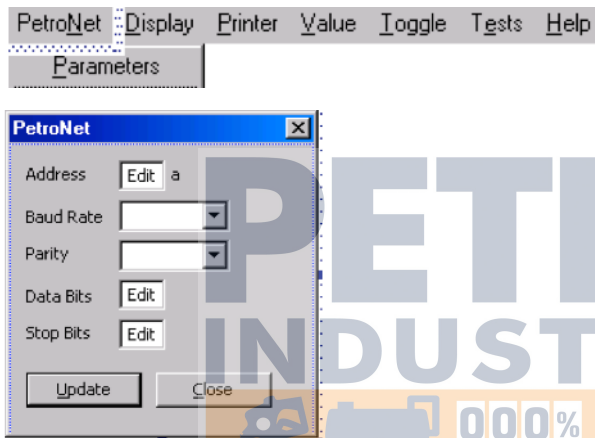 PetroNet Display Printer Value Toggle Tests Help
Parameters
PetroNet
Address Edit a
Baud Rate
Parity
Data Bits Edit
Stop Bits Edit
Update Close
PET
INDUST
000%